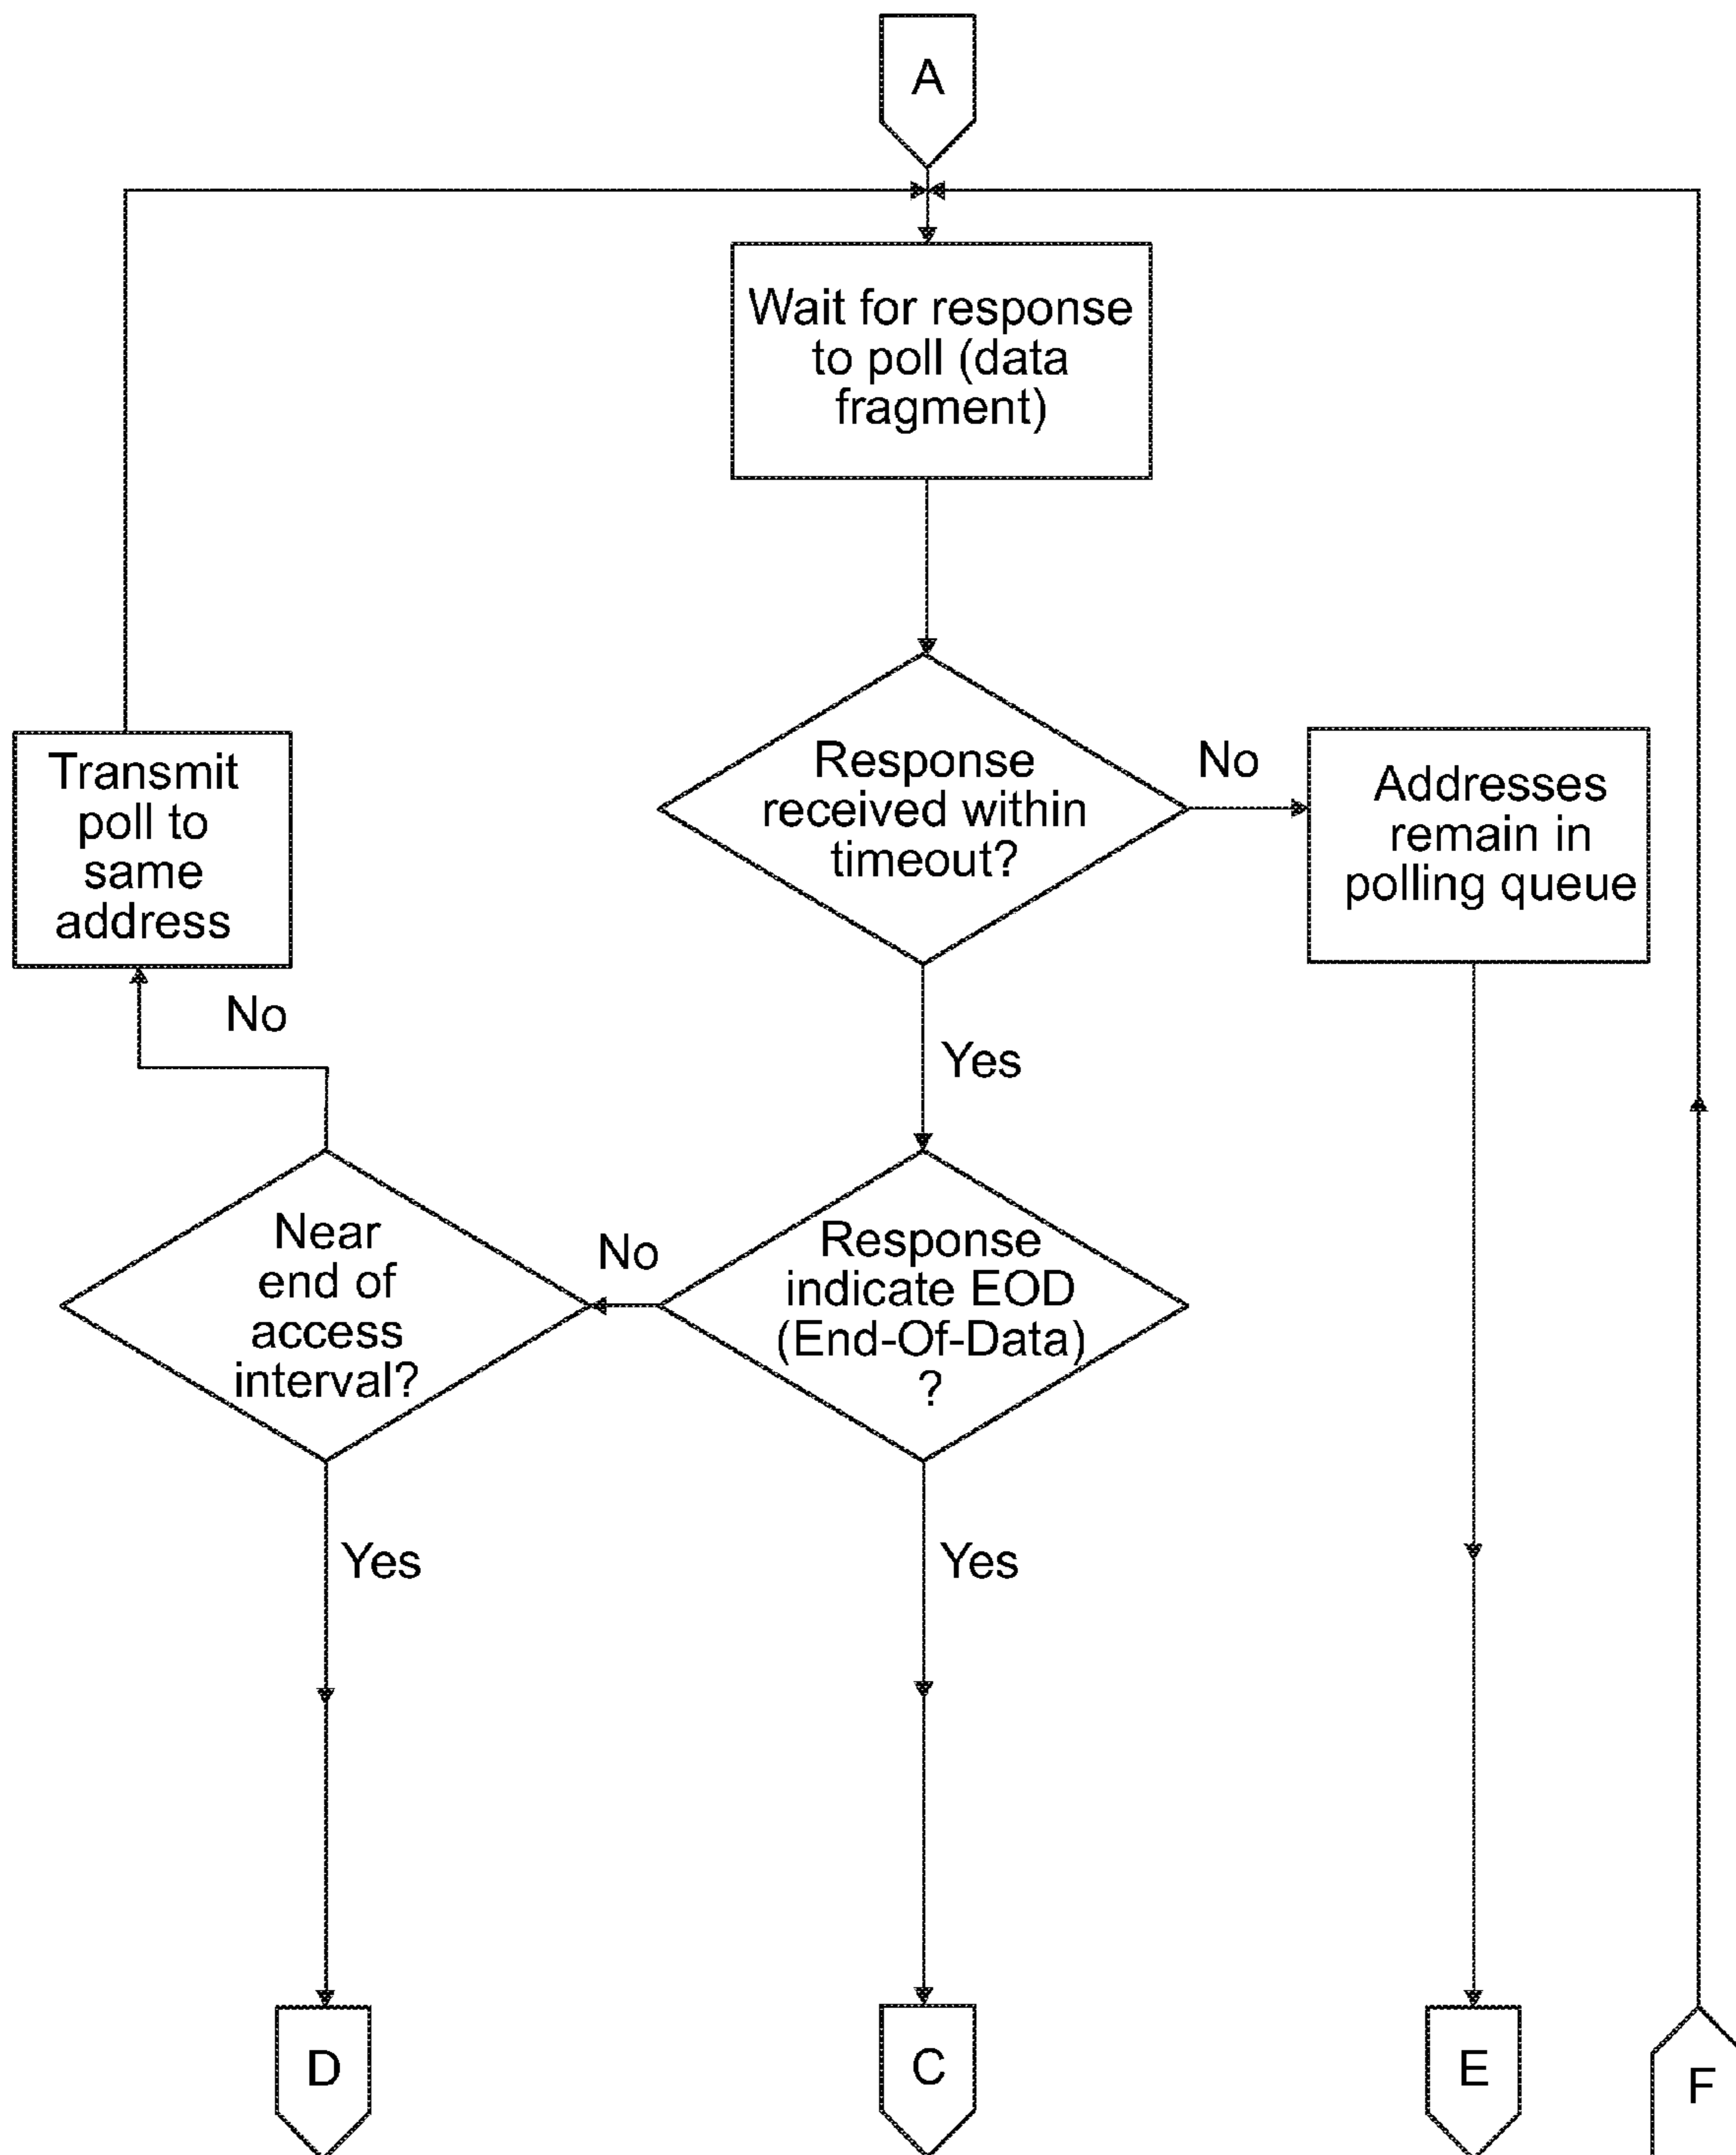 A
Wait for response
to poll (data
fragment)
Response
received within
timeout?
No
Addresses
remain in
polling queue
Transmit
poll to
same
address
No
Yes
Near
end of
access
interval?
No
Response
indicate EOD
(End-Of-Data)
?
Yes
Yes
D
C
E
F